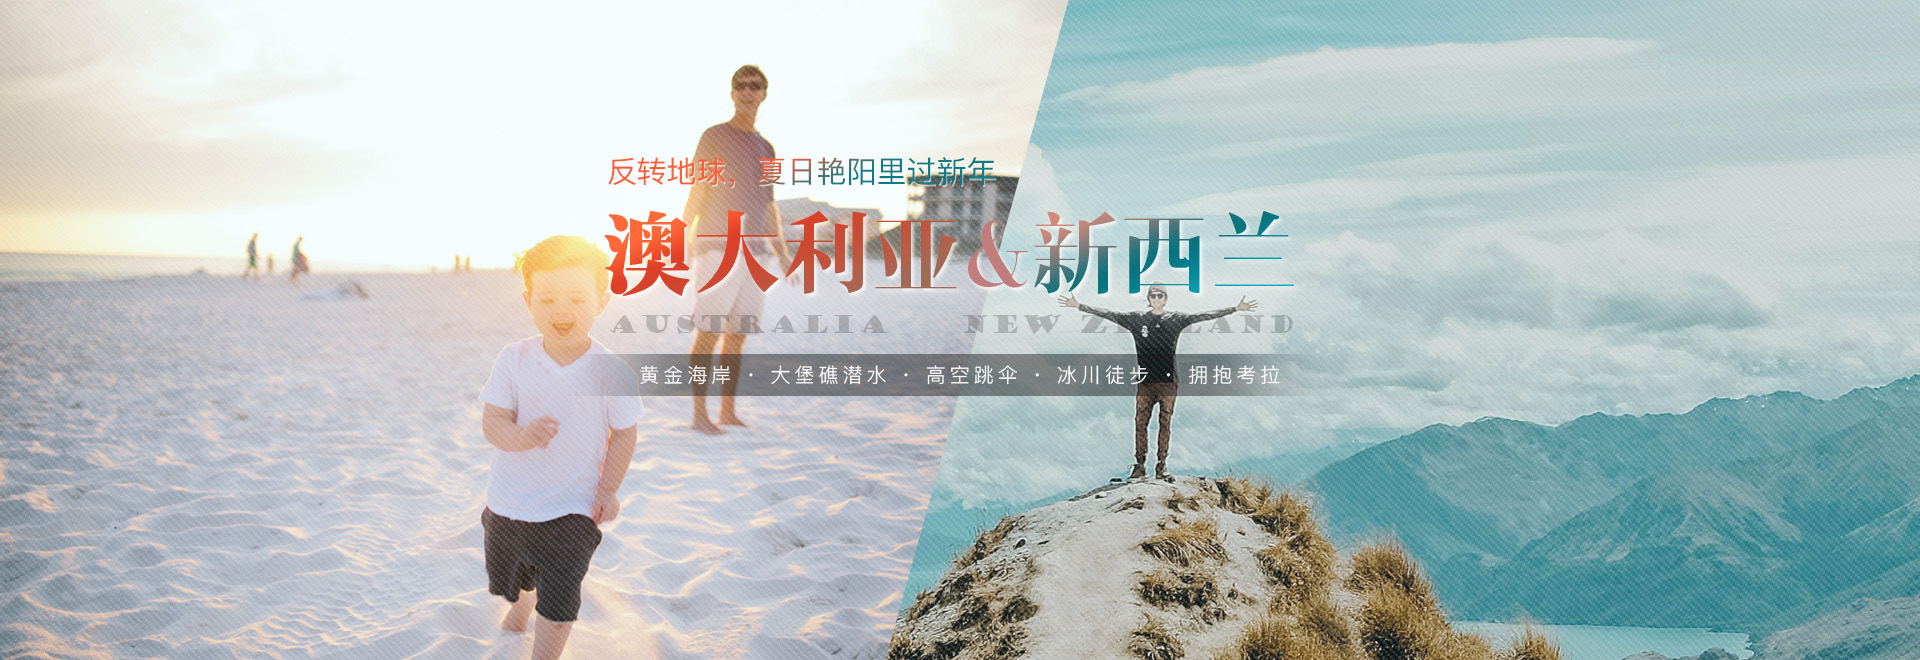 反转地球，夏日艳阳里过新年
澳大利亚&新西兰
AUSTRALIA NEW ZEALAND
黄金海岸 · 大堡礁潜水 · 高空跳伞 · 冰川徒步 · 拥抱考拉